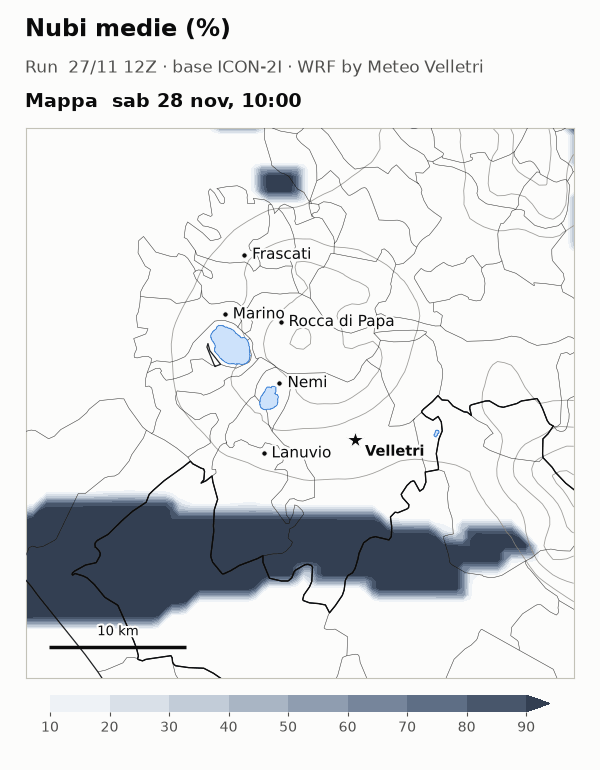 Nubi medie (%)
Run  27/11 12Z · base ICON-2I · WRF by Meteo Velletri
Mappa  sab 28 nov, 10:00
Frascati
Marino
Rocca di Papa
Nemi
Velletri
Lanuvio
10 km
10 20 30 40 50 60 70 80 90